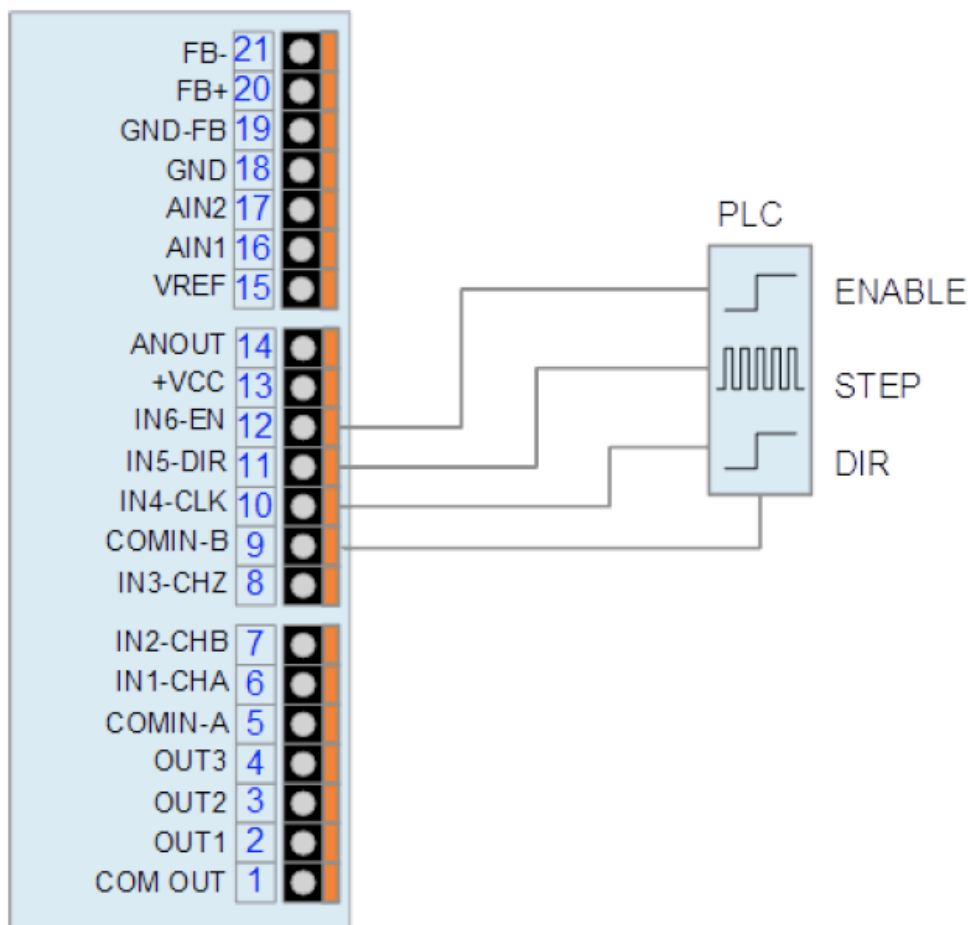 FB- 21
FB+ 20
GND-FB 19
GND 18
AIN2 17
AIN1 16
VREF 15
ANOUT 14
+VCC 13
IN6-EN 12
IN5-DIR 11
IN4-CLK 10
COMIN-B 9
IN3-CHZ 8
IN2-CHB 7
IN1-CHA 6
COMIN-A 5
OUT3 4
OUT2 3
OUT1 2
COM OUT 1
PLC
ENABLE
STEP
DIR